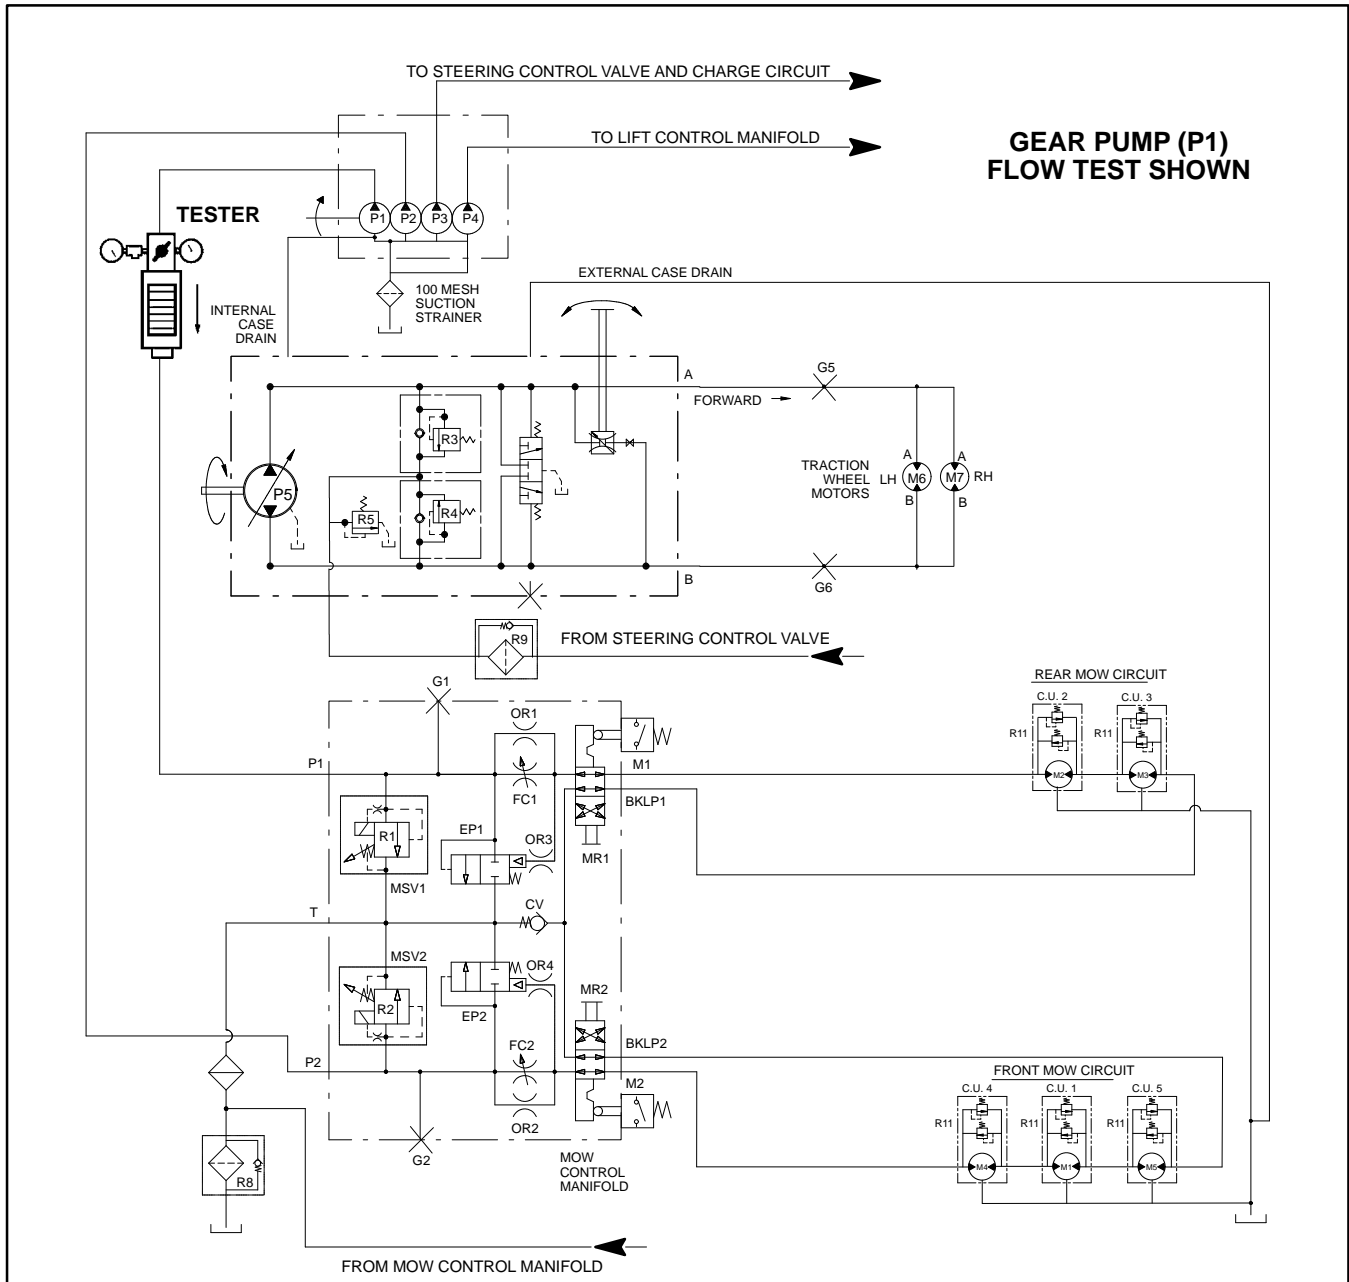 TO STEERING CONTROL VALVE AND CHARGE CIRCUIT
TO LIFT CONTROL MANIFOLD
GEAR PUMP (P1)
FLOW TEST SHOWN
TESTER
P1
P2
P3
P4
100 MESH
SUCTION
STRAINER
INTERNAL
CASE
DRAIN
EXTERNAL CASE DRAIN
A
G5
FORWARD
R3
P5
R5
R4
TRACTION
WHEEL
MOTORS
LH
A
M6
B
A
M7
B
RH
B
G6
R9
FROM STEERING CONTROL VALVE
G1
OR1
REAR MOW CIRCUIT
C.U. 2
C.U. 3
R11
R11
M2
M3
P1
M1
FC1
BKLP1
R1
EP1
OR3
MR1
MSV1
CV
T
MSV2
OR4
MR2
R2
EP2
FC2
BKLP2
P2
M2
FRONT MOW CIRCUIT
C.U. 4
C.U. 1
C.U. 5
R11
R11
R11
M4
M1
M5
OR2
G2
MOW
CONTROL
MANIFOLD
R8
FROM MOW CONTROL MANIFOLD